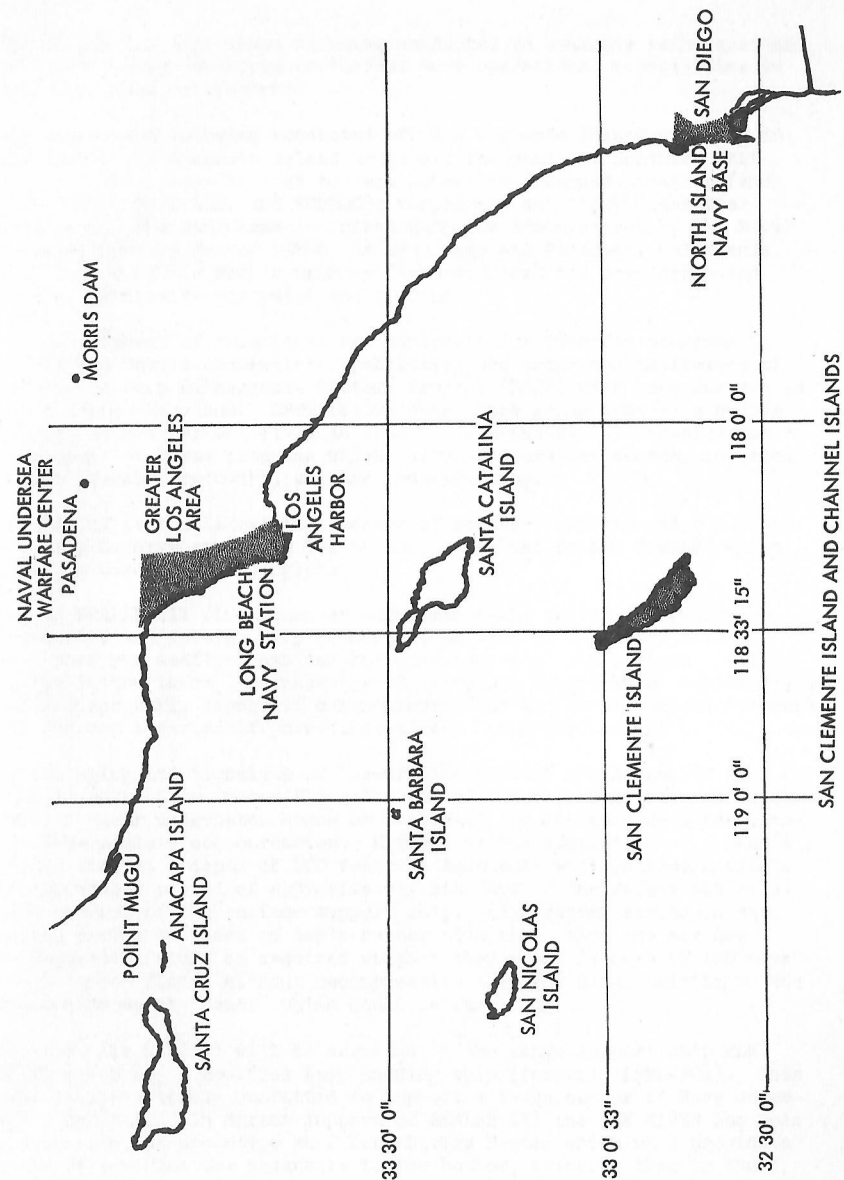 NAVAL UNDERSEA
WARFARE CENTER
PASADENA
MORRIS DAM
POINT MUGU
GREATER
LOS ANGELES
AREA
ANACAPA ISLAND
SANTA CRUZ ISLAND
LONG BEACH
NAVY STATION
LOS
ANGELES
HARBOR
33 30' 0"
SANTA BARBARA
ISLAND
SANTA CATALINA
ISLAND
SAN NICOLAS
ISLAND
33 0' 33"
SAN CLEMENTE ISLAND
NORTH ISLAND
NAVY BASE
SAN DIEGO
32 30' 0"
119 0' 0"
118 33' 15"
118 0' 0"
SAN CLEMENTE ISLAND AND CHANNEL ISLANDS